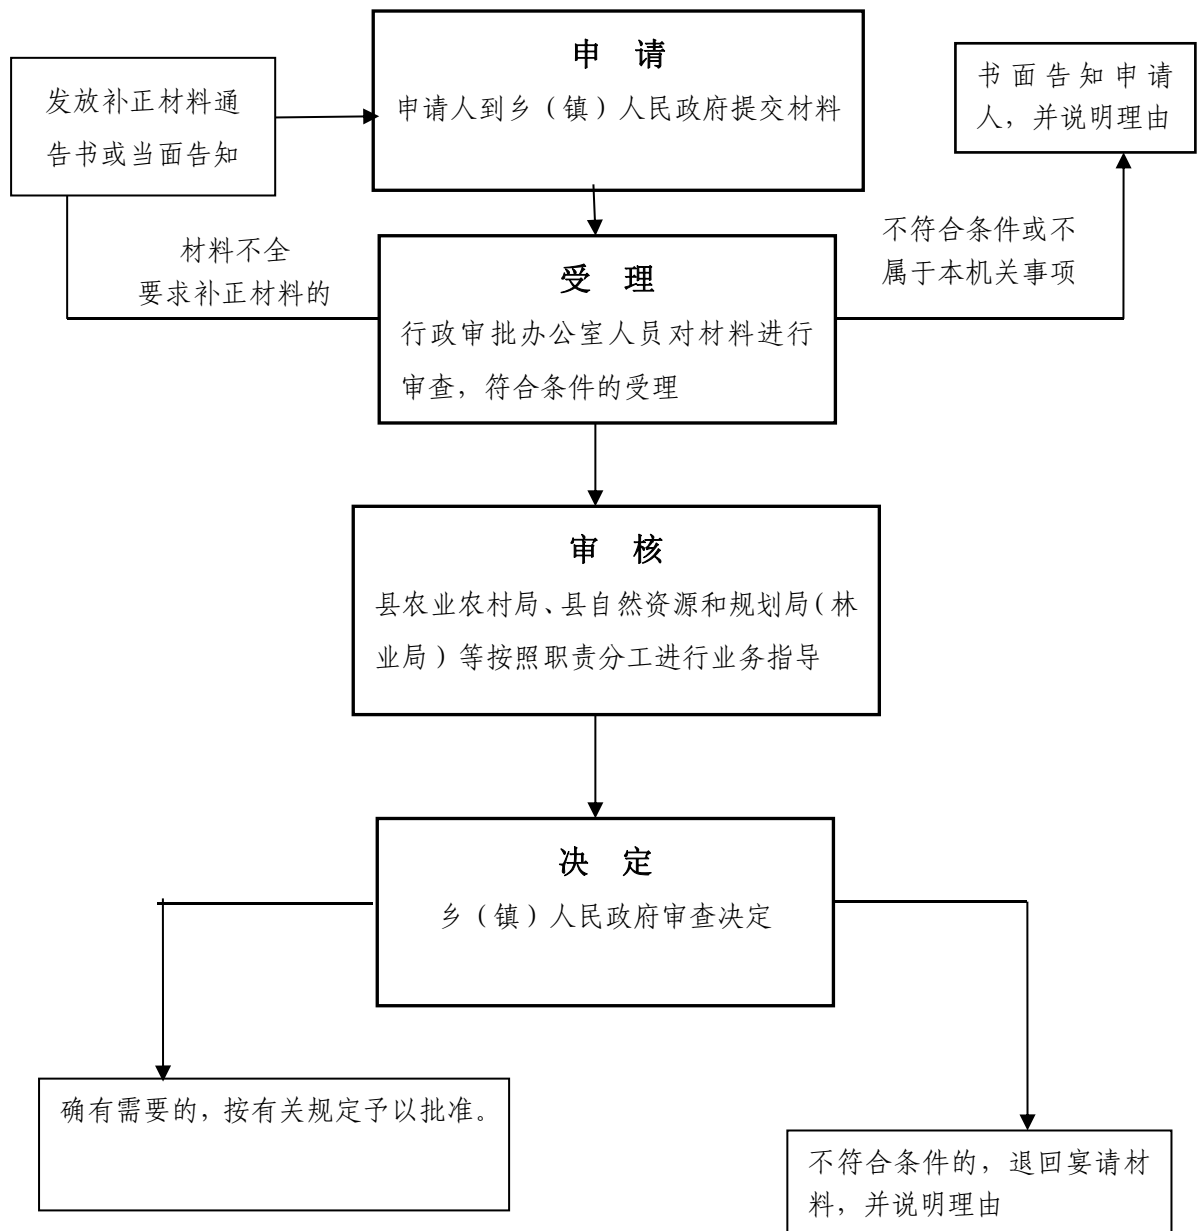 申 请
申请人到乡（镇）人民政府提交材料
发放补正材料通
告书或当面告知
书面告知申请
人，并说明理由
材料不全
要求补正材料的
不符合条件或不
属于本机关事项
受 理
行政审批办公室人员对材料进行
审查，符合条件的受理
审 核
县农业农村局、县自然资源和规划局（林
业局）等按照职责分工进行业务指导
决 定
乡（镇）人民政府审查决定
确有需要的，按有关规定予以批准。
不符合条件的，退回宴请材
料，并说明理由